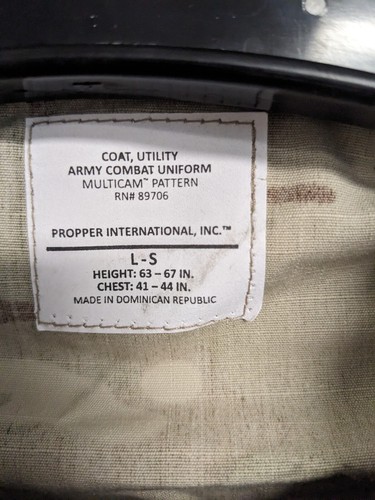 COAT, UTILITY
ARMY COMBAT UNIFORM
MULTICAM™ PATTERN
RN# 89706
PROPPER INTERNATIONAL, INC.™
L - S
HEIGHT: 63 – 67 IN.
CHEST: 41 – 44 IN.
MADE IN DOMINICAN REPUBLIC